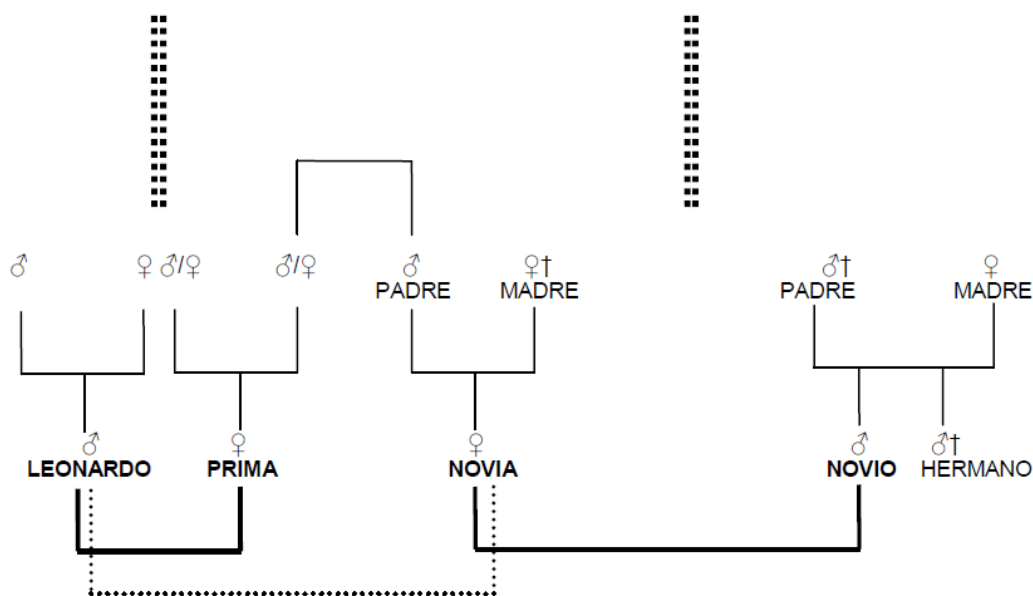 ♂ ♀ ♂/♀ ♂/♀ ♂ ♀† ♂† ♀
PADRE MADRE PADRE MADRE
♂ ♀ ♀ ♂ ♂†
LEONARDO PRIMA NOVIA NOVIO HERMANO